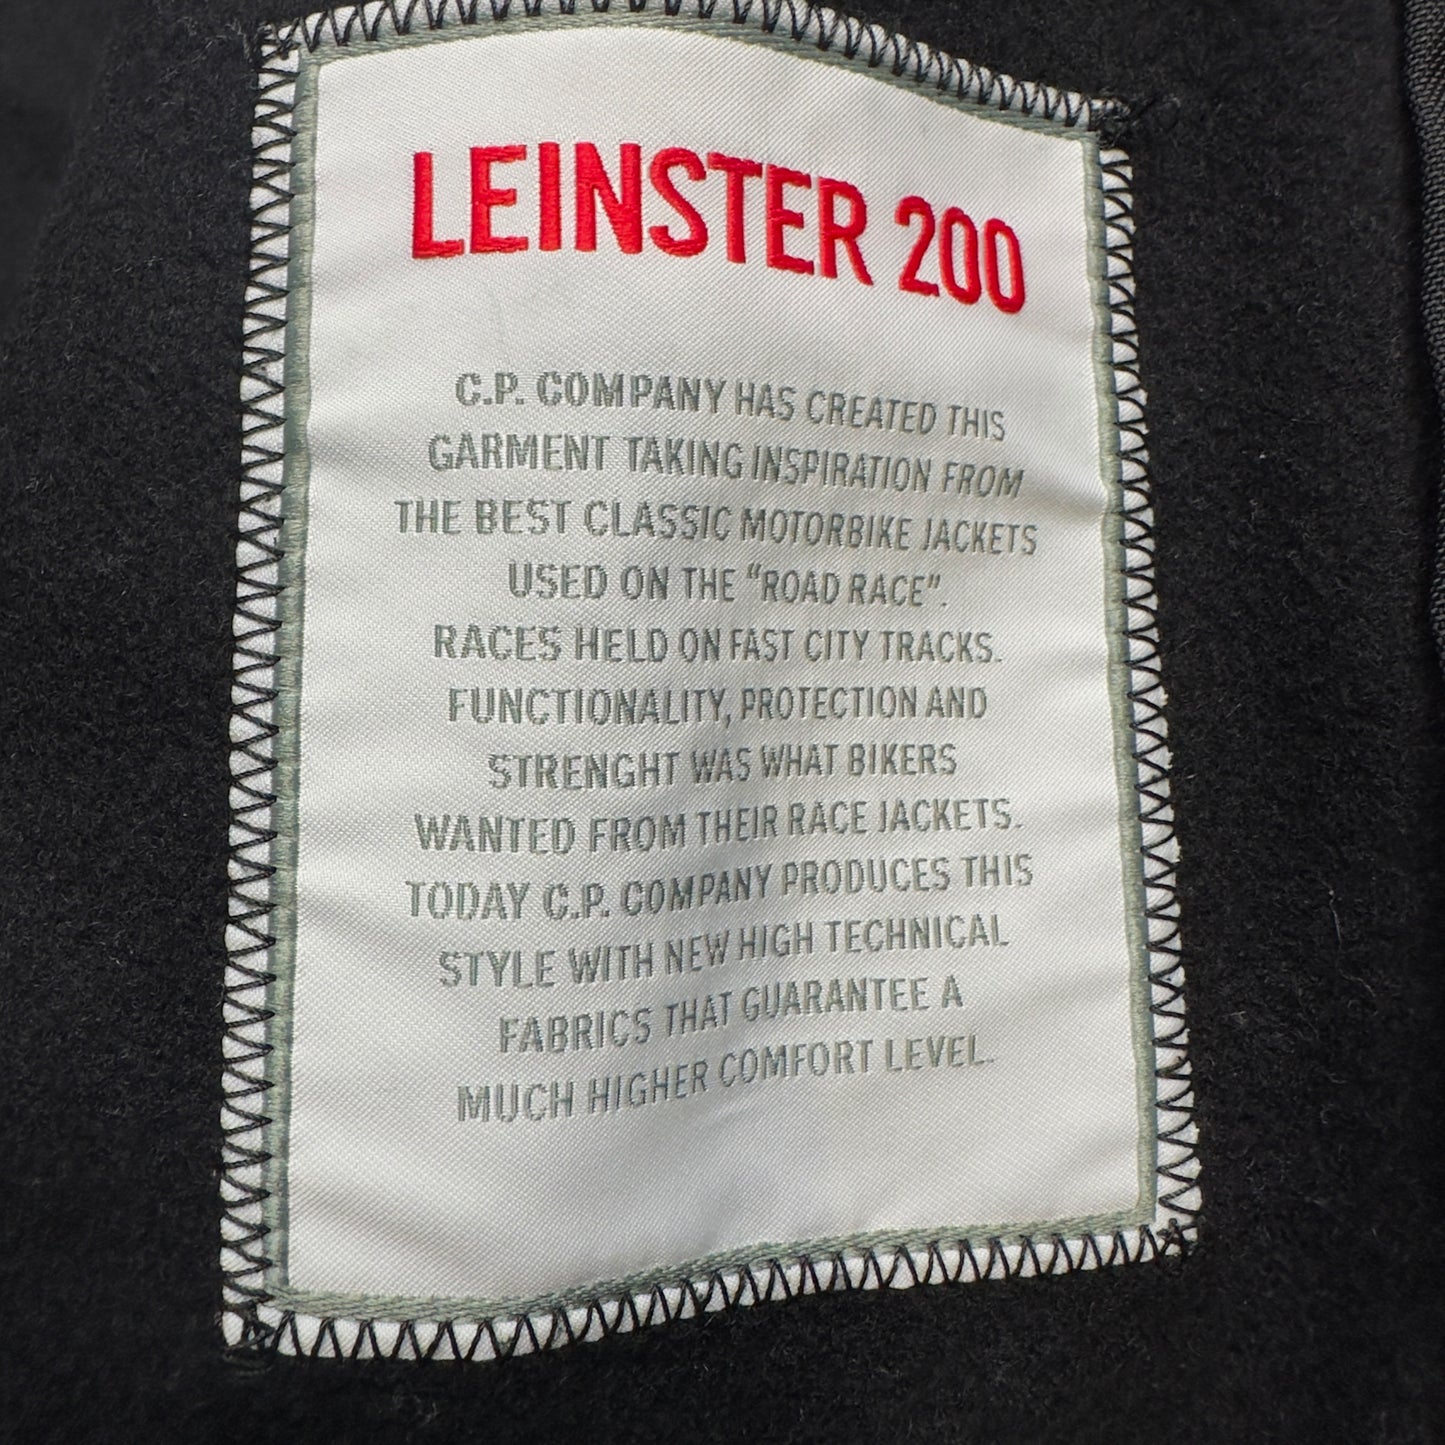 LEINSTER 200
C.P. COMPANY HAS CREATED THIS
GARMENT TAKING INSPIRATION FROM
THE BEST CLASSIC MOTORBIKE JACKETS
USED ON THE "ROAD RACE".
RACES HELD ON FAST CITY TRACKS.
FUNCTIONALITY, PROTECTION AND
STRENGHT WAS WHAT BIKERS
WANTED FROM THEIR RACE JACKETS.
TODAY C.P. COMPANY PRODUCES THIS
STYLE WITH NEW HIGH TECHNICAL
FABRICS THAT GUARANTEE A
MUCH HIGHER COMFORT LEVEL.